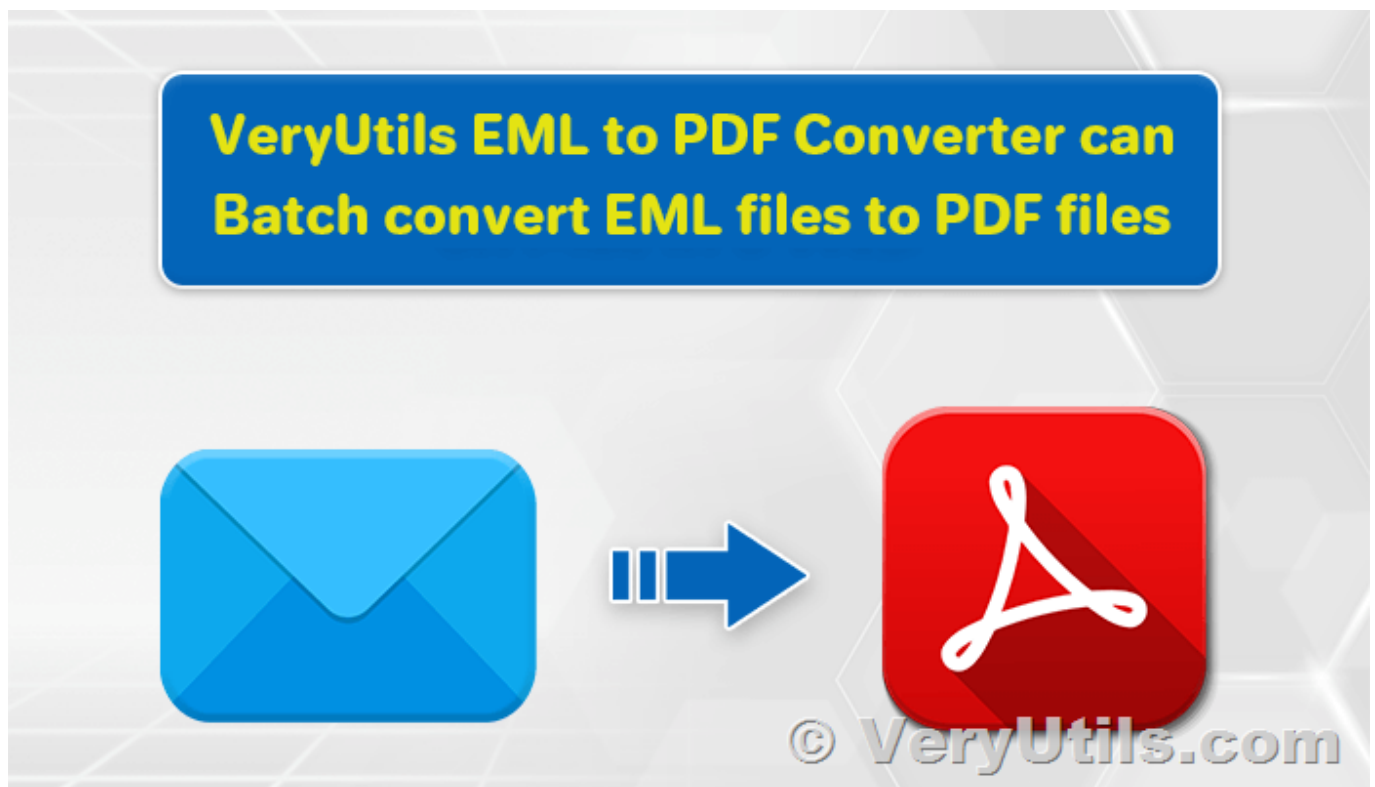 VeryUtils EML to PDF Converter can
Batch convert EML files to PDF files
© VeryUtils.com